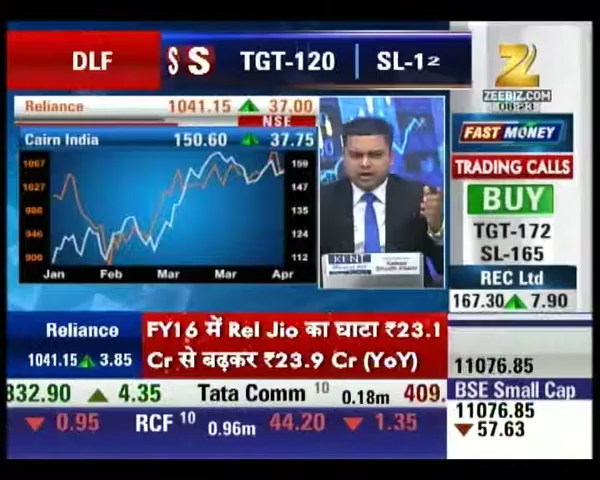 DLF
S
TGT-120
SL-12
Z
ZEEBIZ.COM
08:23
Reliance 1041.15 37.00
NSE
Cairn India 150.60 37.75
1067
1027
986
946
906
159
147
135
124
112
Jan Feb Mar Mar Apr
KENT
FAST MONEY
TRADING CALLS
BUY
TGT-172
SL-165
REC Ltd
167.30 7.90
Reliance
1041.15 3.85
FY16 में Rel Jio का घाटा ₹23.1
Cr से बढ़कर ₹23.9 Cr (YoY)
11076.85
BSE Small Cap
11076.85
57.63
332.90 4.35 Tata Comm 10 0.18m 409.
0.95 RCF 10 0.96m 44.20 1.35